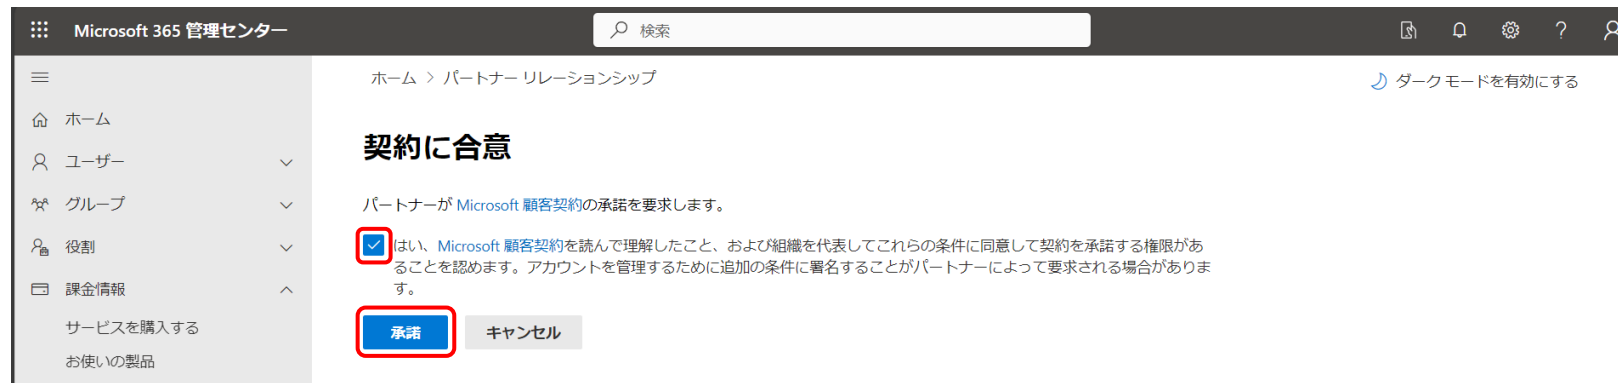 Microsoft 365 管理センター
検索
?
ホーム > パートナー リレーションシップ
ダーク モードを有効にする
ホーム
ユーザー
グループ
役割
課金情報
サービスを購入する
お使いの製品
契約に合意
パートナーが Microsoft 顧客契約の承諾を要求します。
はい、Microsoft 顧客契約を読んで理解したこと、および組織を代表してこれらの条件に同意して契約を承諾する権限があ
ることを認めます。アカウントを管理するために追加の条件に署名することがパートナーによって要求される場合がありま
す。
承諾
キャンセル